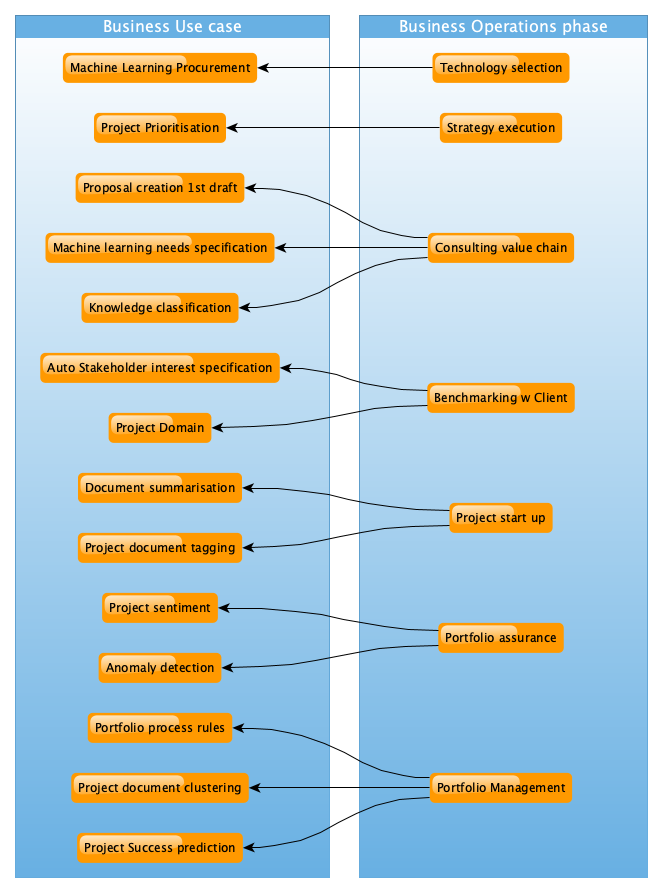 Business Use case
Business Operations phase
Machine Learning Procurement
Technology selection
Project Prioritisation
Strategy execution
Proposal creation 1st draft
Machine learning needs specification
Consulting value chain
Knowledge classification
Auto Stakeholder interest specification
Benchmarking w Client
Project Domain
Document summarisation
Project start up
Project document tagging
Project sentiment
Portfolio assurance
Anomaly detection
Portfolio process rules
Project document clustering
Portfolio Management
Project Success prediction